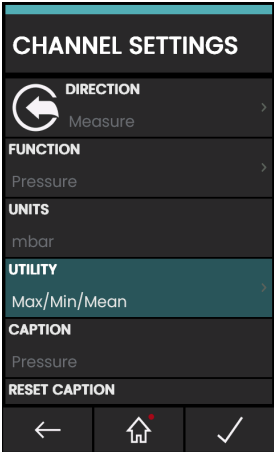 CHANNEL SETTINGS
DIRECTION
Measure
FUNCTION
Pressure
UNITS
mbar
UTILITY
Max/Min/Mean
CAPTION
Pressure
RESET CAPTION